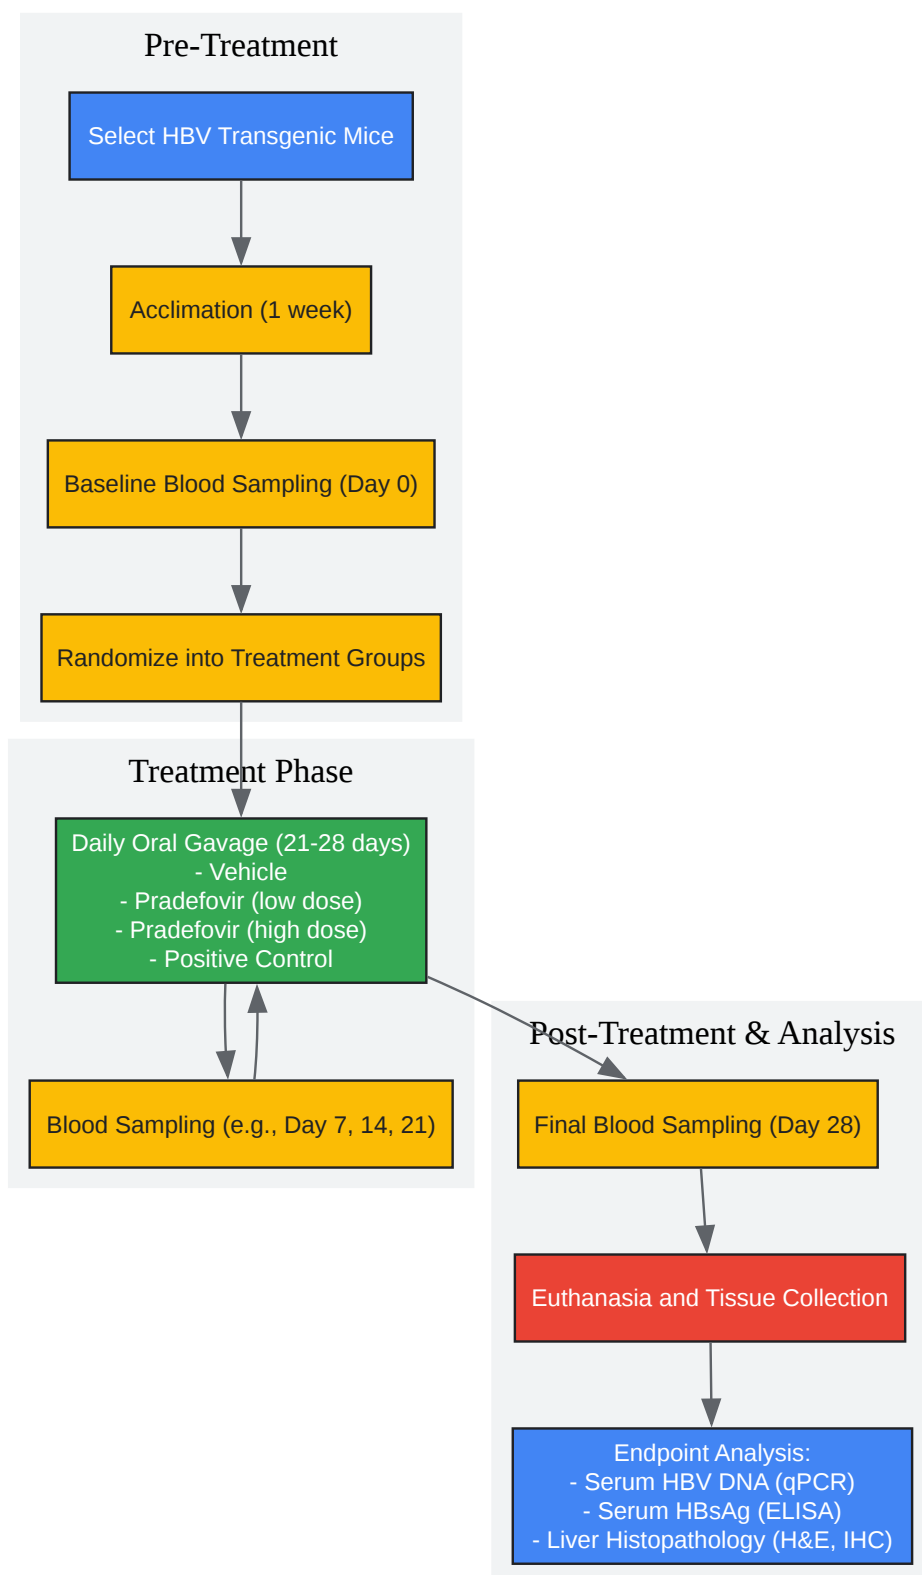 Pre-Treatment
Select HBV Transgenic Mice
Acclimation (1 week)
Baseline Blood Sampling (Day 0)
Randomize into Treatment Groups
Treatment Phase
Daily Oral Gavage (21-28 days)
- Vehicle
- Pradefovir (low dose)
- Pradefovir (high dose)
- Positive Control
Blood Sampling (e.g., Day 7, 14, 21)
Post-Treatment & Analysis
Final Blood Sampling (Day 28)
Euthanasia and Tissue Collection
Endpoint Analysis:
- Serum HBV DNA (qPCR)
- Serum HBsAg (ELISA)
- Liver Histopathology (H&E, IHC)